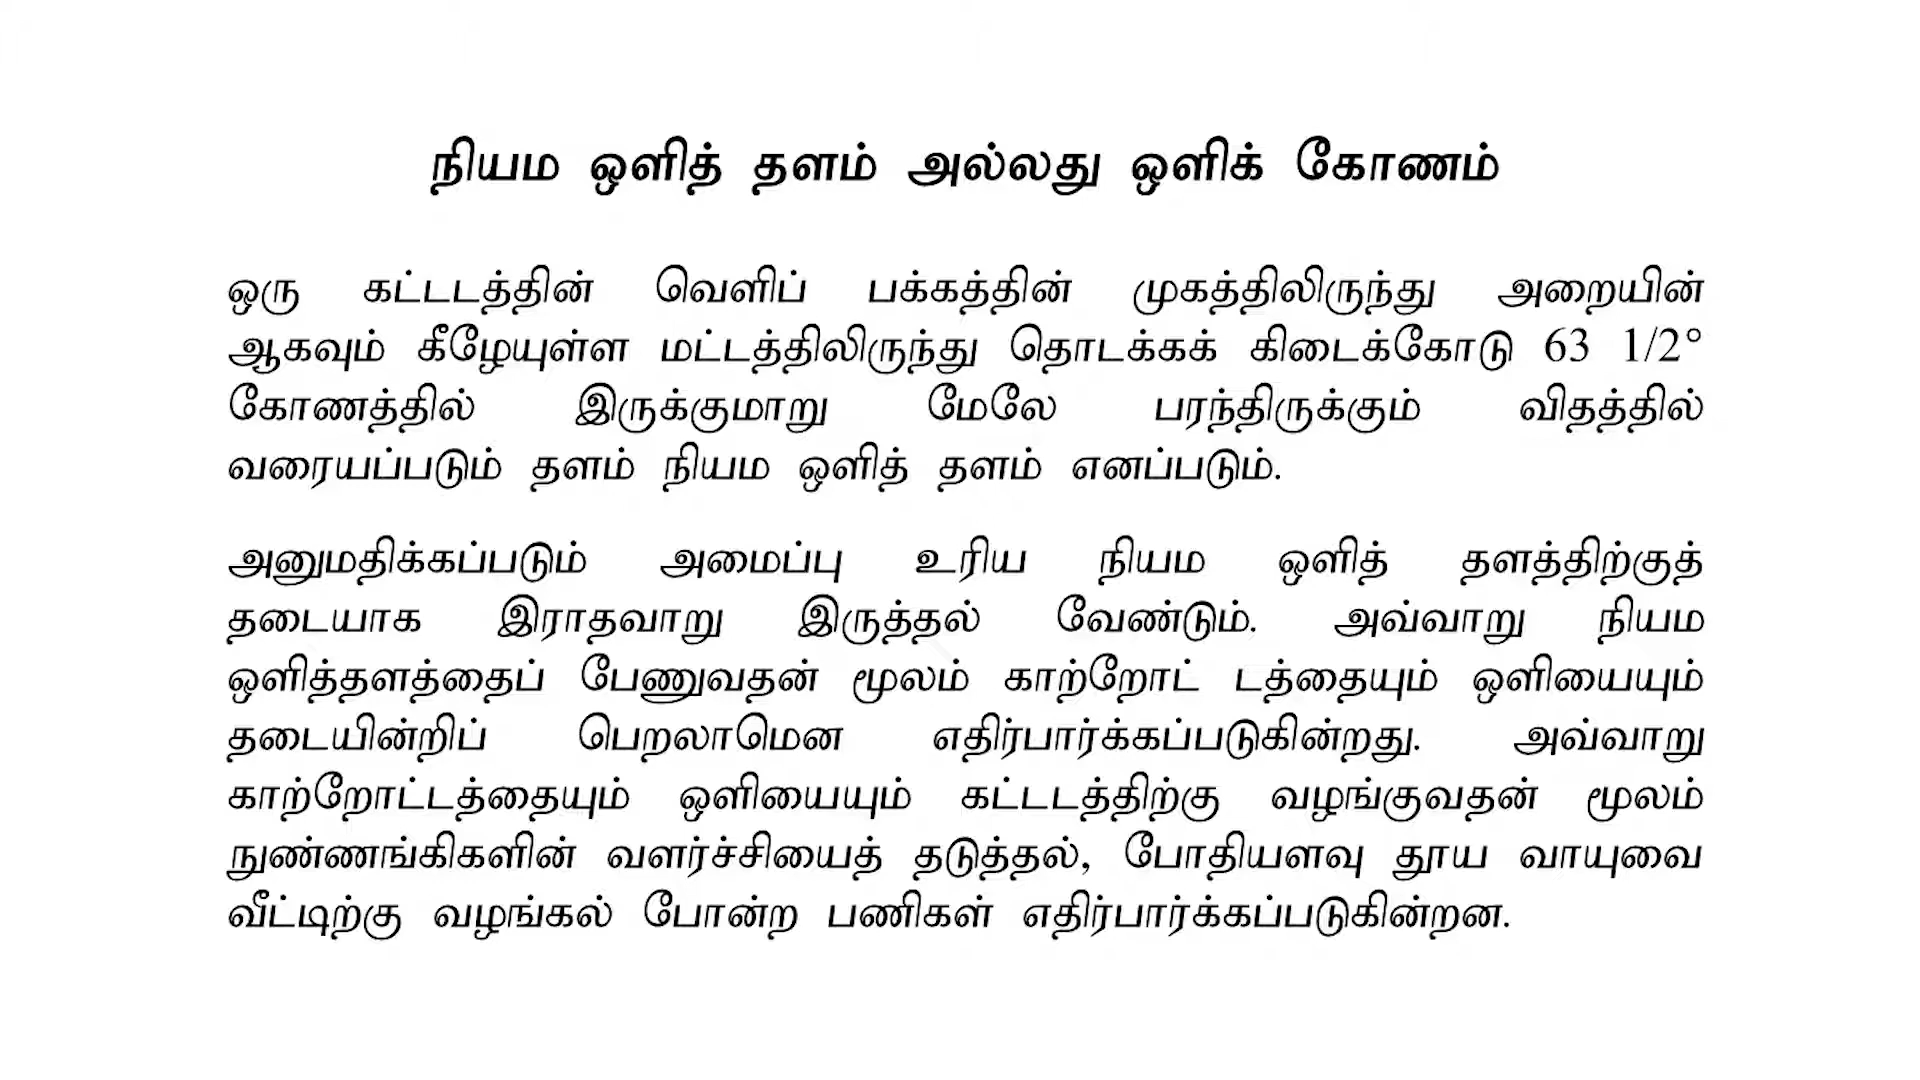 நியம ஒளித் தளம் அல்லது ஒளிக் கோணம்
ஒரு கட்டடத்தின் வெளிப் பக்கத்தின் முகத்திலிருந்து அறையின்
ஆகவும் கீழேயுள்ள மட்டத்திலிருந்து தொடக்கக் கிடைக்கோடு 63 1/2°
கோணத்தில் இருக்குமாறு மேலே பரந்திருக்கும் விதத்தில்
வரையப்படும் தளம் நியம ஒளித் தளம் எனப்படும்.
அனுமதிக்கப்படும் அமைப்பு உரிய நியம ஒளித் தளத்திற்குத்
தடையாக இராதவாறு இருத்தல் வேண்டும். அவ்வாறு நியம
ஒளித்தளத்தைப் பேணுவதன் மூலம் காற்றோட் டத்தையும் ஒளியையும்
தடையின்றிப் பெறலாமென எதிர்பார்க்கப்படுகின்றது. அவ்வாறு
காற்றோட்டத்தையும் ஒளியையும் கட்டடத்திற்கு வழங்குவதன் மூலம்
நுண்ணங்கிகளின் வளர்ச்சியைத் தடுத்தல், போதியளவு தூய வாயுவை
வீட்டிற்கு வழங்கல் போன்ற பணிகள் எதிர்பார்க்கப்படுகின்றன.